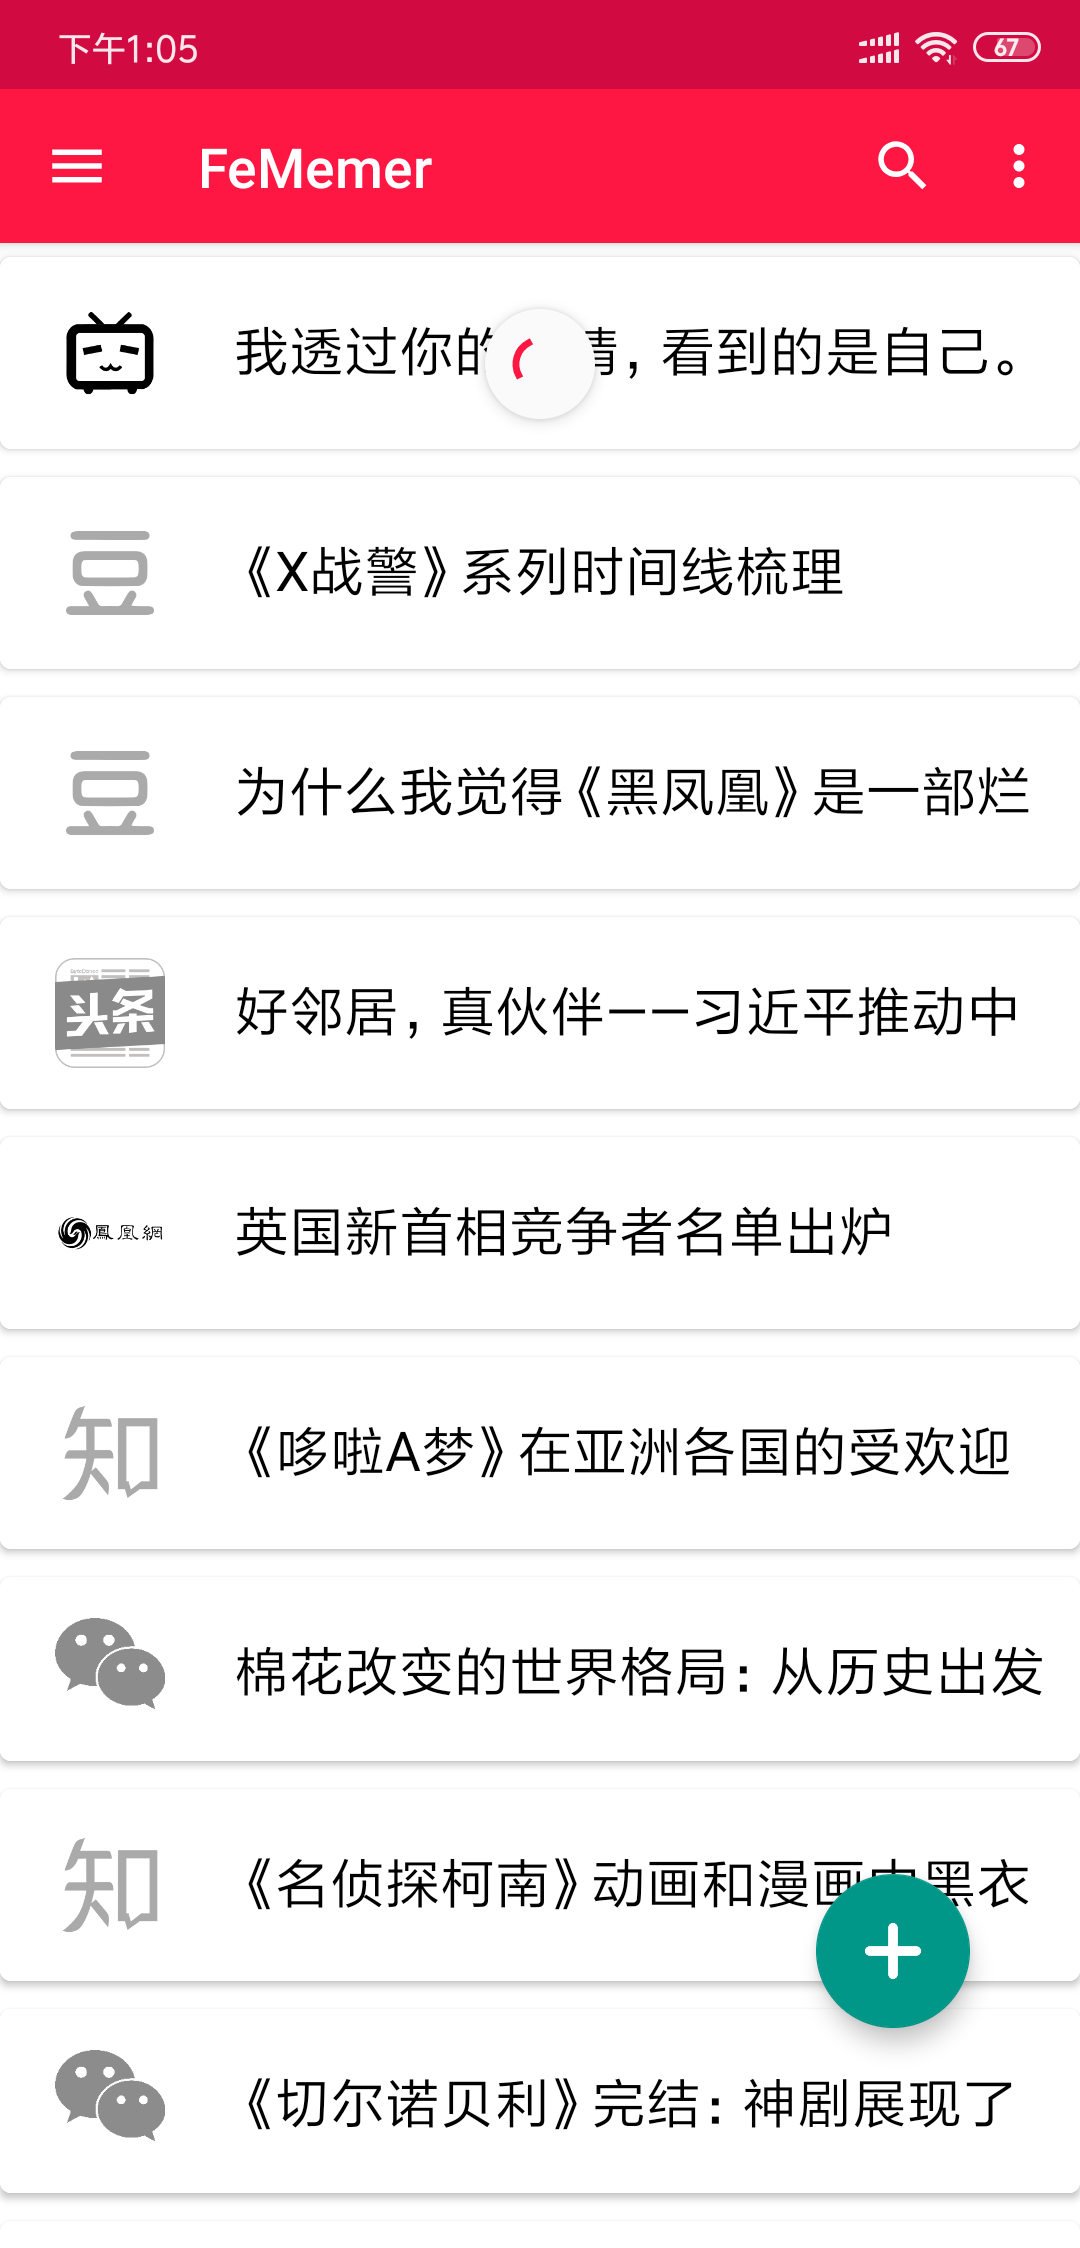 下午1:05
67
FeMemer
我透过你的 情，看到的是自己。
豆
《X战警》系列时间线梳理
豆
为什么我觉得《黑凤凰》是一部烂
头条
好邻居，真伙伴——习近平推动中
鳳凰網
英国新首相竞争者名单出炉
知
《哆啦A梦》在亚洲各国的受欢迎
棉花改变的世界格局：从历史出发
知
《名侦探柯南》动画和漫画中黑衣
《切尔诺贝利》完结：神剧展现了